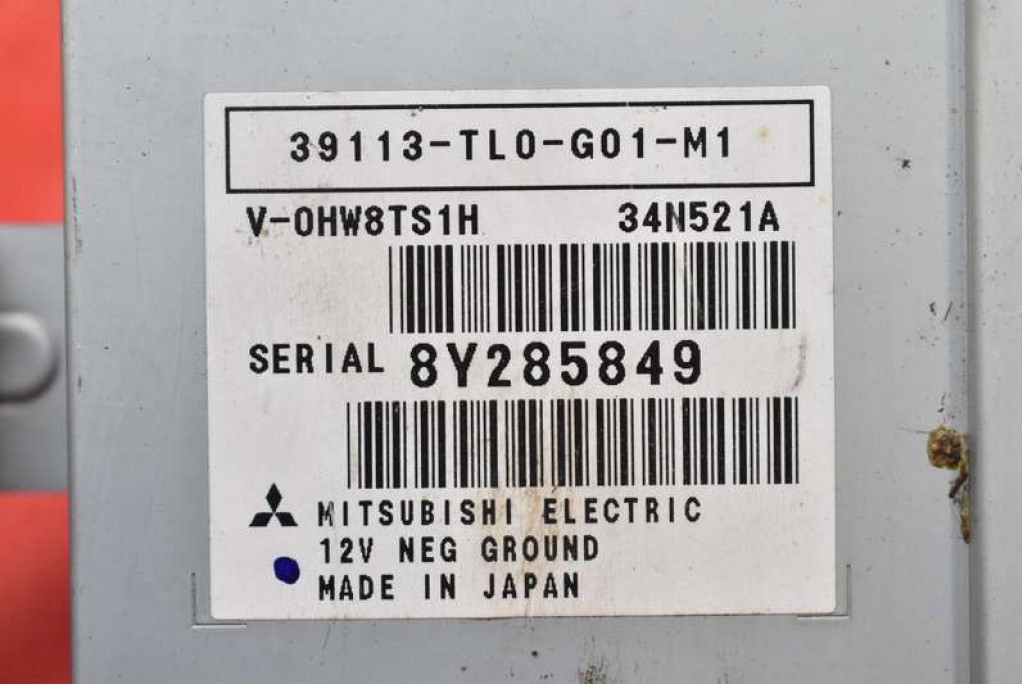 39113-TL0-G01-M1
V-0HW8TS1H 34N521A
SERIAL 8Y285849
MITSUBISHI ELECTRIC
12V NEG GROUND
MADE IN JAPAN